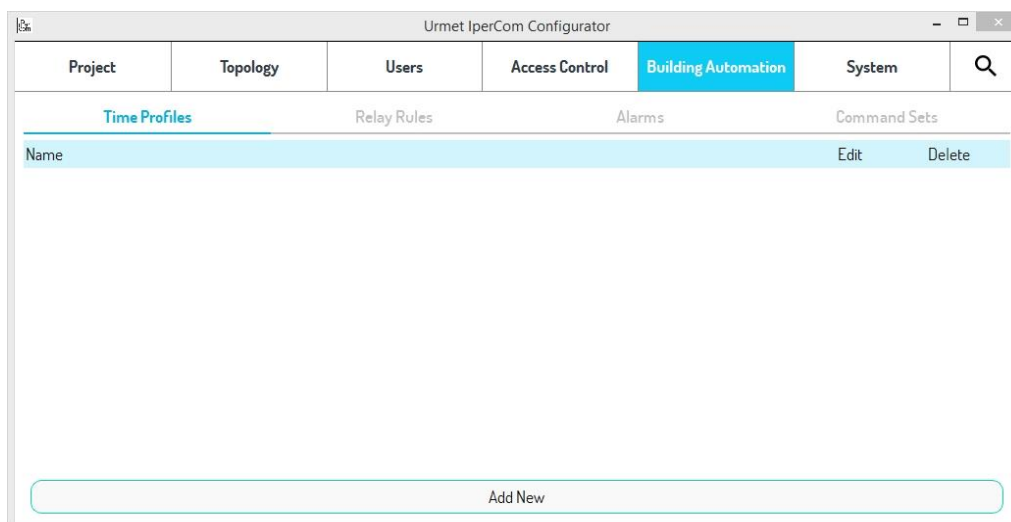 Urmet IperCom Configurator
Project Topology Users Access Control Building Automation System
Time Profiles Relay Rules Alarms Command Sets
Name Edit Delete
Add New